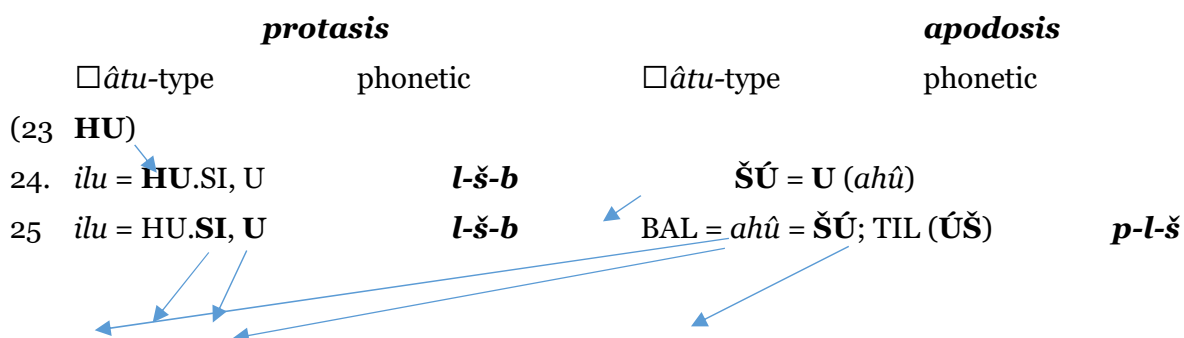 protasis apodosis
☐âtu-type phonetic ☐âtu-type phonetic
(23 HU)
24. ilu = HU.SI, U l-š-b ŠÚ = U (ahû)
25 ilu = HU.SI, U l-š-b BAL = ahû = ŠÚ; TIL (ÚŠ) p-l-š